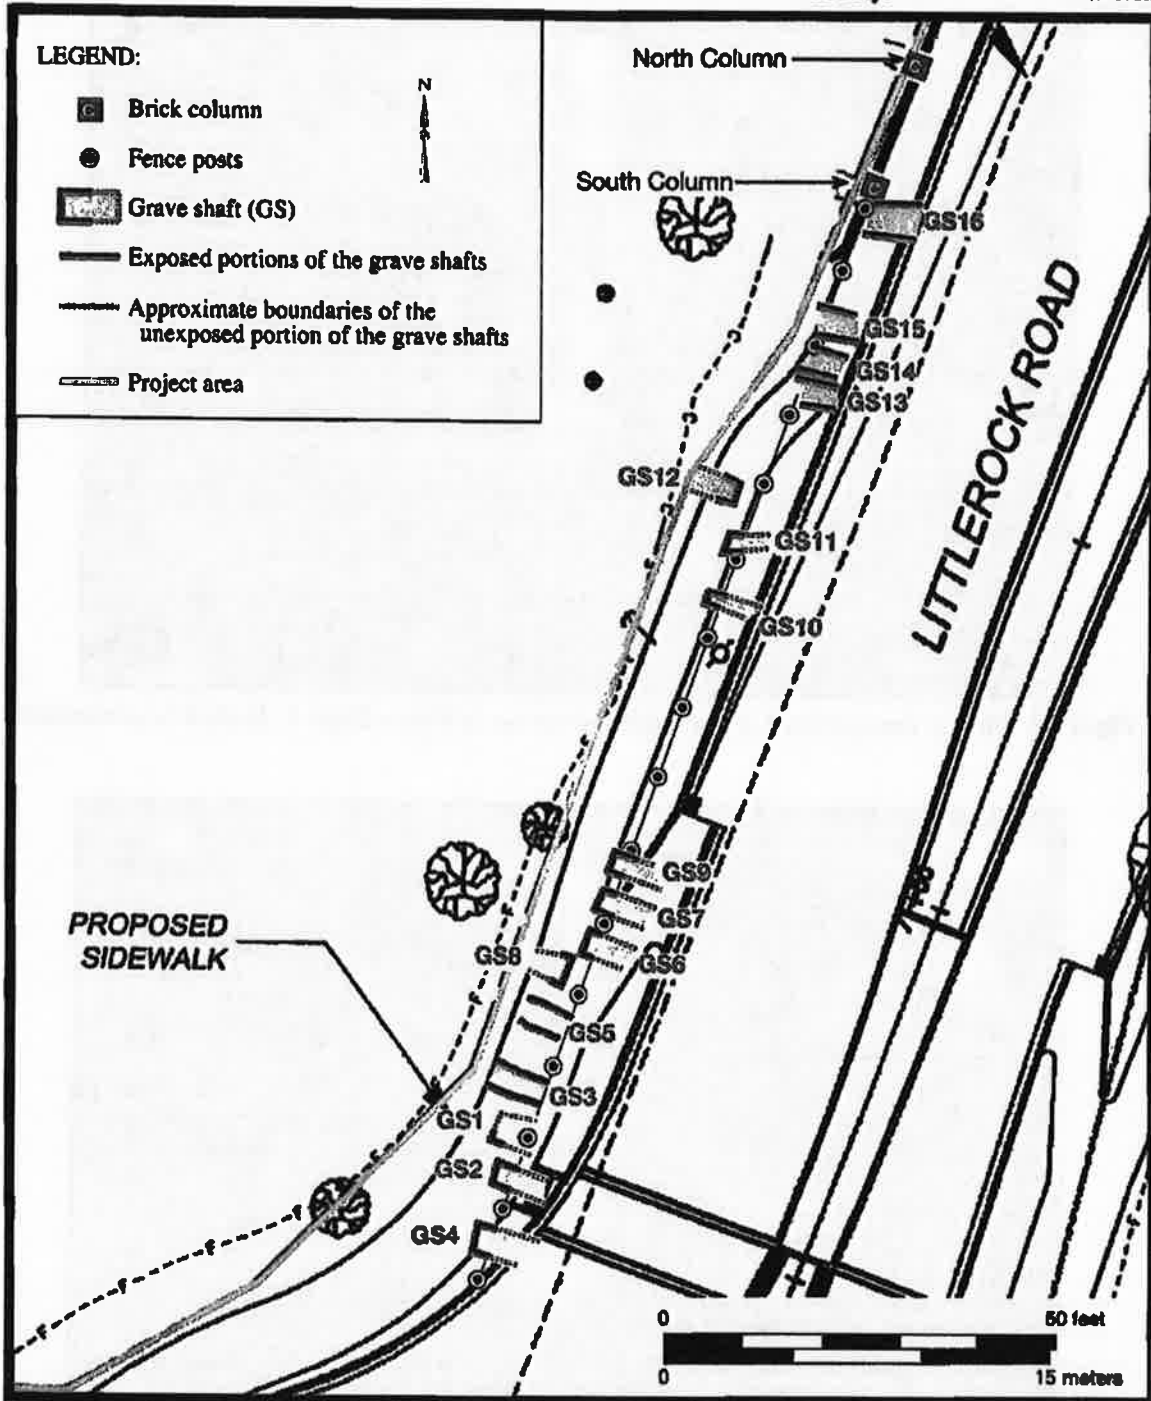 LEGEND:
C Brick column
Fence posts
Grave shaft (GS)
Exposed portions of the grave shafts
Approximate boundaries of the
unexposed portion of the grave shafts
Project area
N
North Column
C
South Column
C
GS16
GS15
GS14
GS13
GS12
GS11
GS10
LITTLEROCK ROAD
GS9
GS7
GS6
GS8
GS5
GS3
GS1
GS2
GS4
PROPOSED
SIDEWALK
0 50 feet
0 15 meters